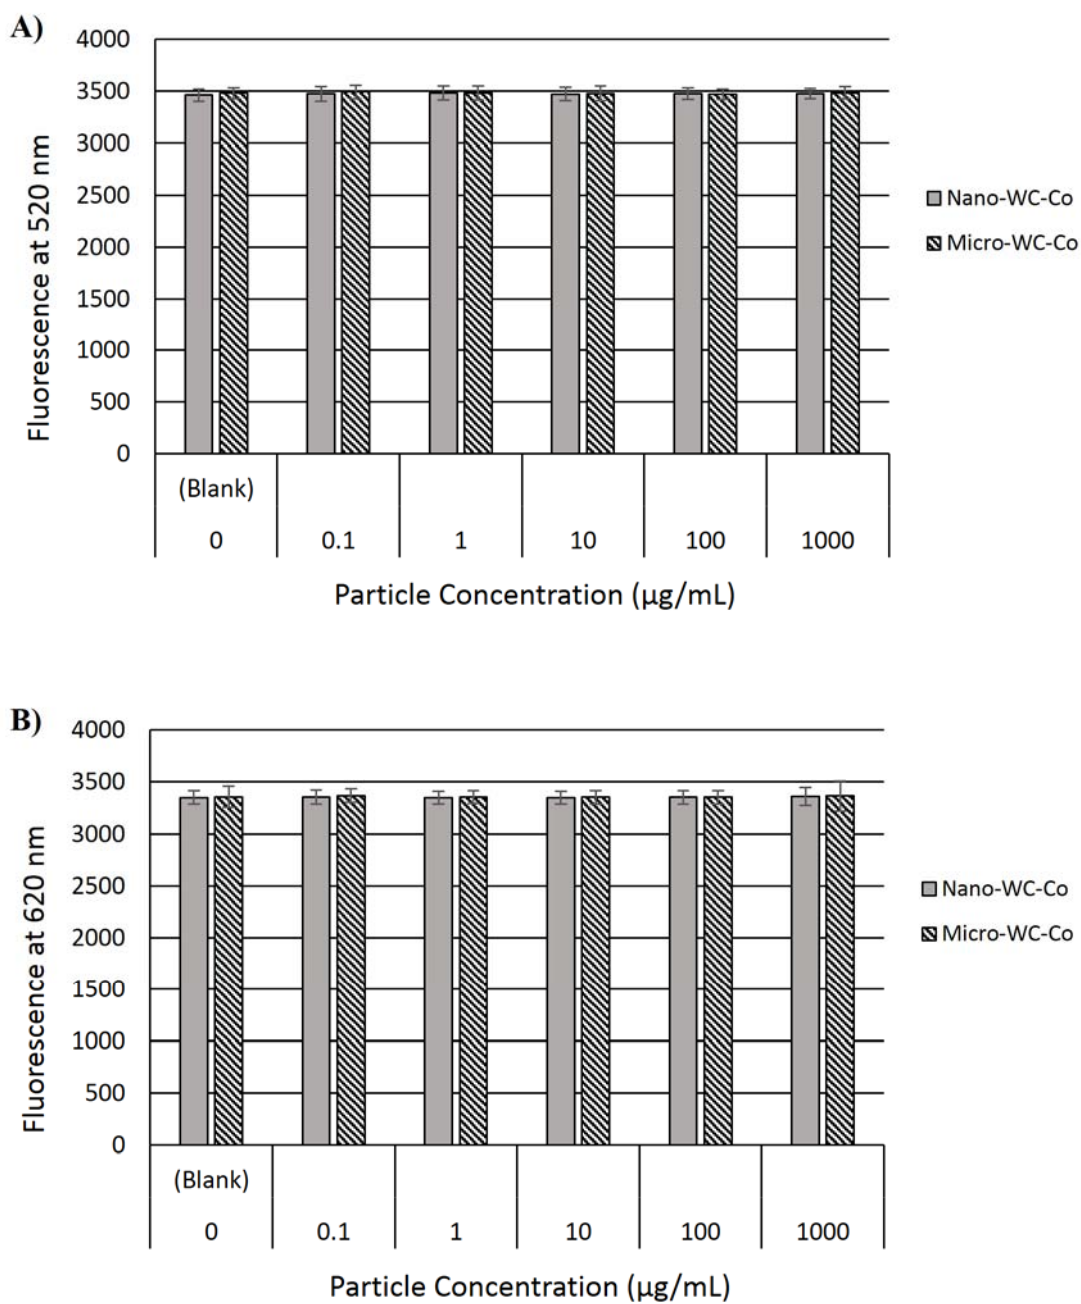 A)
4000
3500
3000
2500
2000
1500
1000
500
0
Fluorescence at 520 nm
(Blank)
0 0.1 1 10 100 1000
Particle Concentration (µg/mL)
Nano-WC-Co
Micro-WC-Co
B)
4000
3500
3000
2500
2000
1500
1000
500
0
Fluorescence at 620 nm
(Blank)
0 0.1 1 10 100 1000
Particle Concentration (µg/mL)
Nano-WC-Co
Micro-WC-Co